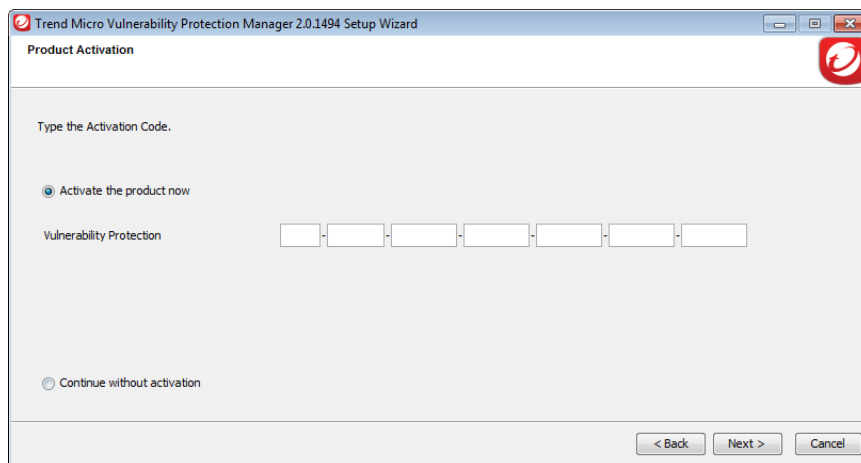 Trend Micro Vulnerability Protection Manager 2.0.1494 Setup Wizard
Product Activation
Type the Activation Code.
Activate the product now
Vulnerability Protection - - - - - -
Continue without activation
< Back Next > Cancel